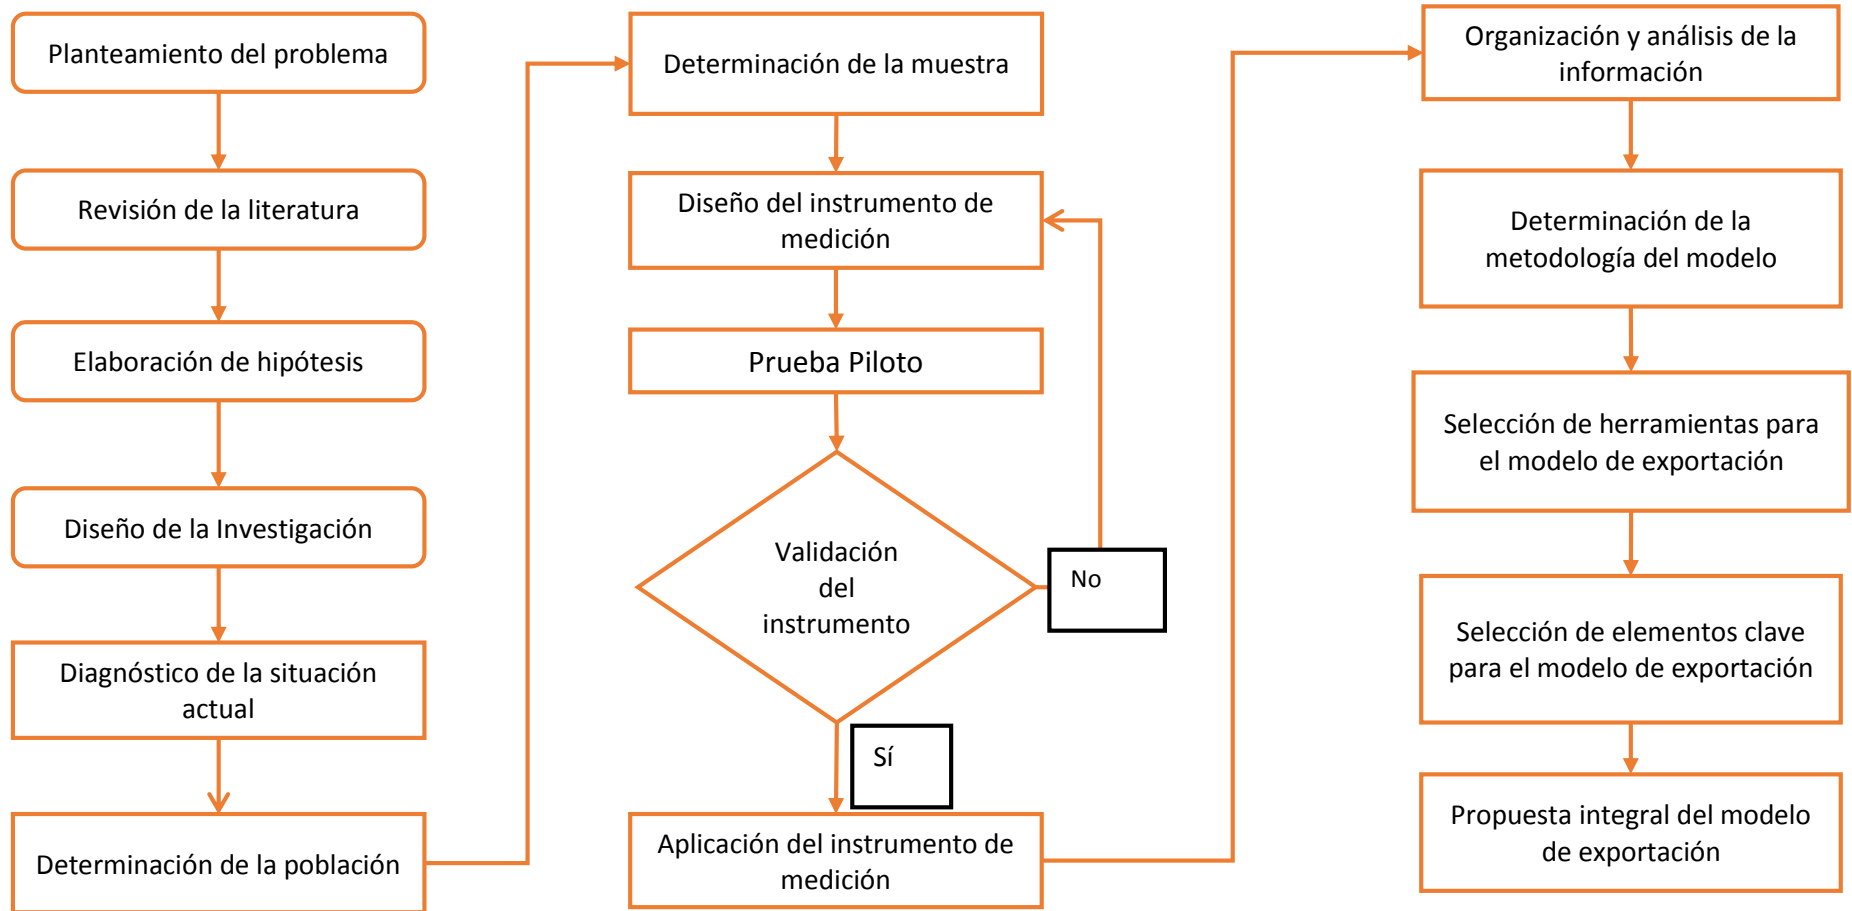 Planteamiento del problema
Revisión de la literatura
Elaboración de hipótesis
Diseño de la Investigación
Diagnóstico de la situación
actual
Determinación de la población
Determinación de la muestra
Diseño del instrumento de
medición
Prueba Piloto
Validación
del
instrumento
No
Sí
Aplicación del instrumento de
medición
Organización y análisis de la
información
Determinación de la
metodología del modelo
Selección de herramientas para
el modelo de exportación
Selección de elementos clave
para el modelo de exportación
Propuesta integral del modelo
de exportación